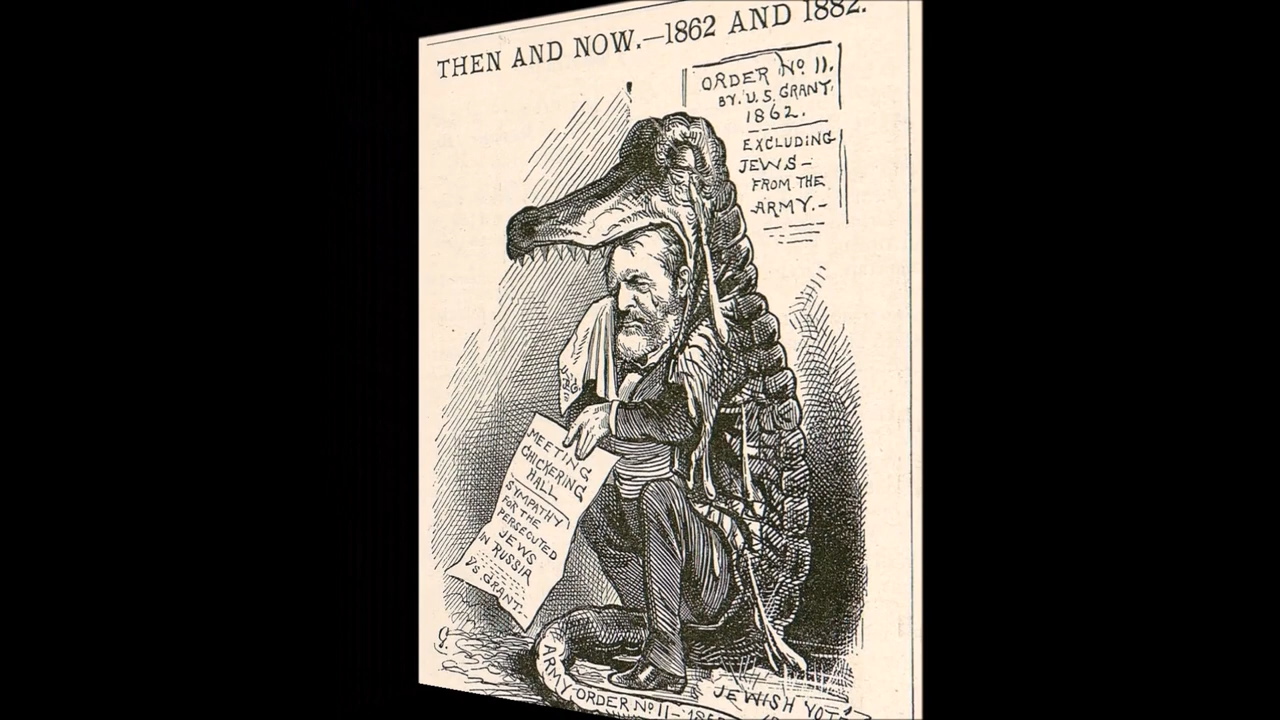 THEN AND NOW.—1862 AND 1882.
ORDER No 11.
BY. U.S. GRANT.
1862.
EXCLUDING
JEWS—
FROM THE
ARMY.—
MEETING
CHICKERING
HALL
SYMPATHY
FOR THE
PERSECUTED
JEWS
IN RUSSIA
U.S. GRANT.—
G.
ARMY ORDER No 11—
JEWISH VOTE